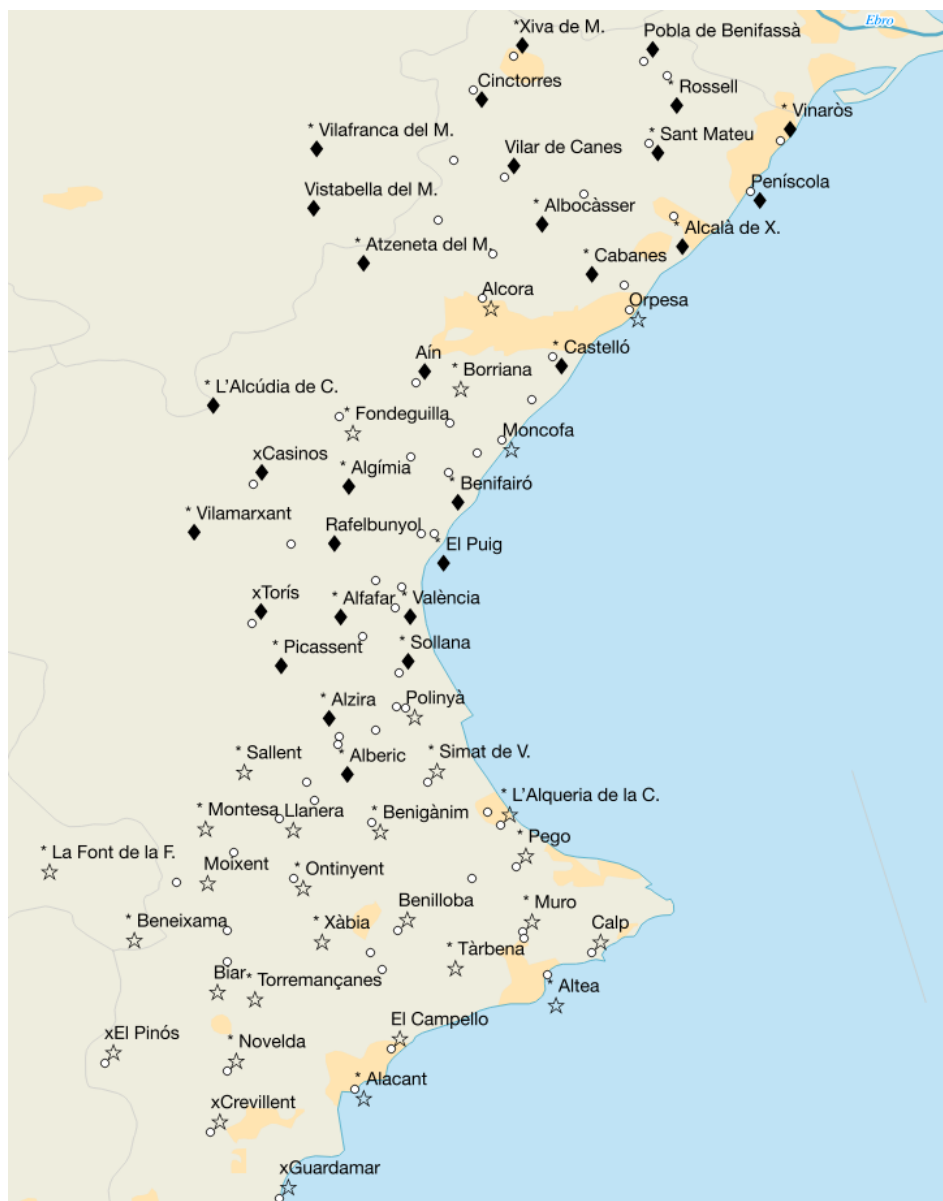 Ebro
*Xiva de M.
Pobla de Benifassà
Cinctorres
* Rossell
* Vinaròs
* Vilafranca del M.
* Sant Mateu
Vilar de Canes
Peníscola
Vistabella del M.
* Albocàsser
* Alcalà de X.
* Atzeneta del M.
* Cabanes
Alcora
Orpesa
* Castelló
Aín
* Borriana
* L'Alcúdia de C.
* Fondeguilla
Moncofa
xCasinos
* Algímia
* Benifairó
* Vilamarxant
Rafelbunyol
* El Puig
xTorís
* Alfafar
* València
* Picassent
* Sollana
* Alzira
Polinyà
* Sallent
* Alberic
* Simat de V.
* L'Alqueria de la C.
* Montesa
Llanera
* Benigànim
* Pego
* La Font de la F.
Moixent
* Ontinyent
Benilloba
* Muro
* Beneixama
* Xàbia
Calp
* Tàrbena
Biar
* Torremançanes
* Altea
El Campello
xEl Pinós
* Novelda
* Alacant
xCrevillent
xGuardamar